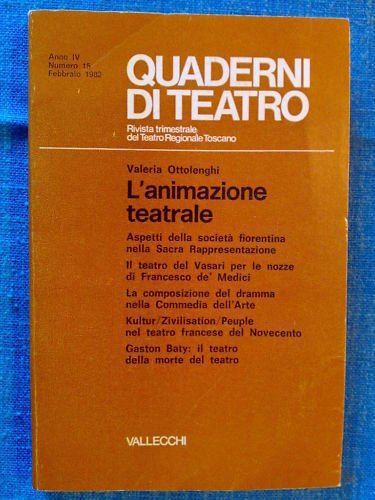 Anno IV
Numero 15
Febbraio 1982
QUADERNI
DI TEATRO
Rivista trimestrale
del Teatro Regionale Toscano
Valeria Ottolenghi
L'animazione
teatrale
Aspetti della società fiorentina
nella Sacra Rappresentazione
Il teatro del Vasari per le nozze
di Francesco de' Medici
La composizione del dramma
nella Commedia dell'Arte
Kultur/Zivilisation/Peuple
nel teatro francese del Novecento
Gaston Baty: il teatro
della morte del teatro
VALLECCHI